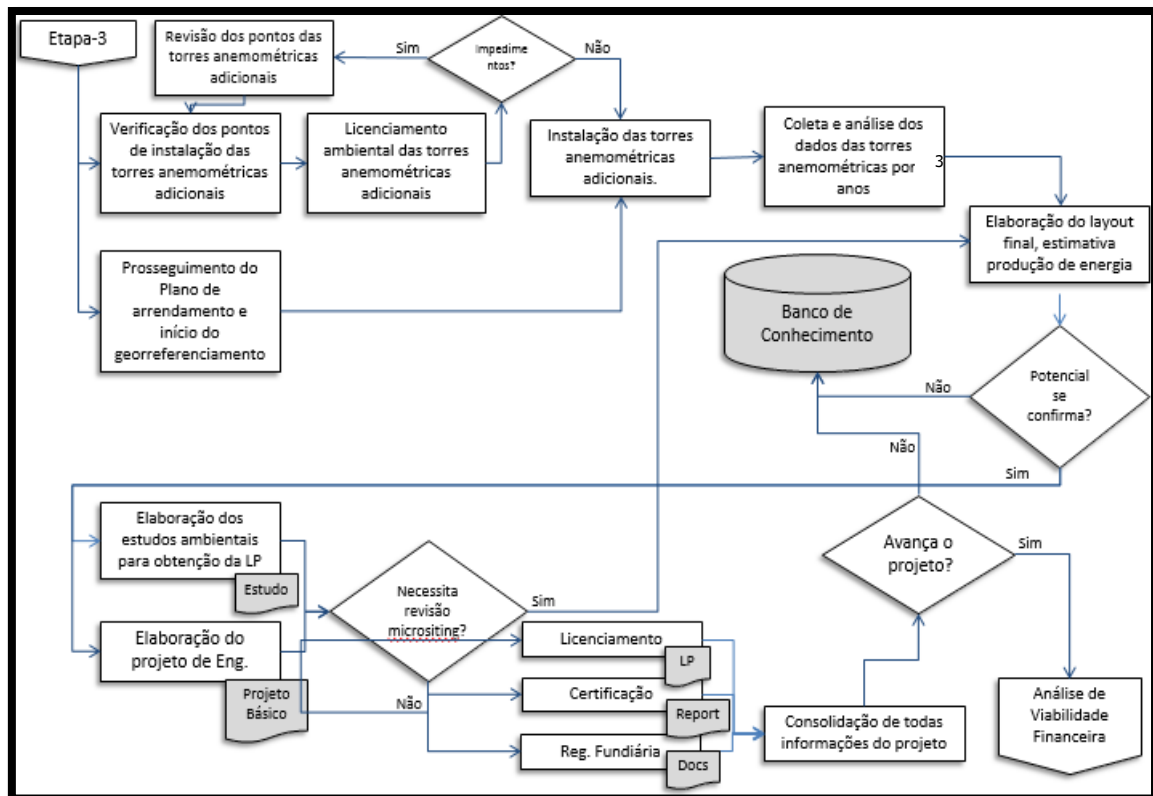 Etapa-3
Revisão dos pontos das
torres anemométricas
adicionais
Sim
Impedime
ntos?
Não
Verificação dos pontos
de instalação das
torres anemométricas
adicionais
Licenciamento
ambiental das torres
anemométricas
adicionais
Instalação das torres
anemométricas
adicionais.
Coleta e análise dos
dados das torres
anemométricas por 3
anos
Elaboração do layout
final, estimativa
produção de energia
Prosseguimento do
Plano de
arrendamento e
início do
georreferenciamento
Banco de
Conhecimento
Potencial
se
confirma?
Não
Não
Sim
Elaboração dos
estudos ambientais
para obtenção da LP
Estudo
Elaboração do
projeto de Eng.
Projeto
Básico
Necessita
revisão
micrositing?
Sim
Não
Licenciamento
LP
Certificação
Report
Reg. Fundiária
Docs
Consolidação de todas
informações do projeto
Avança o
projeto?
Sim
Análise de
Viabilidade
Financeira